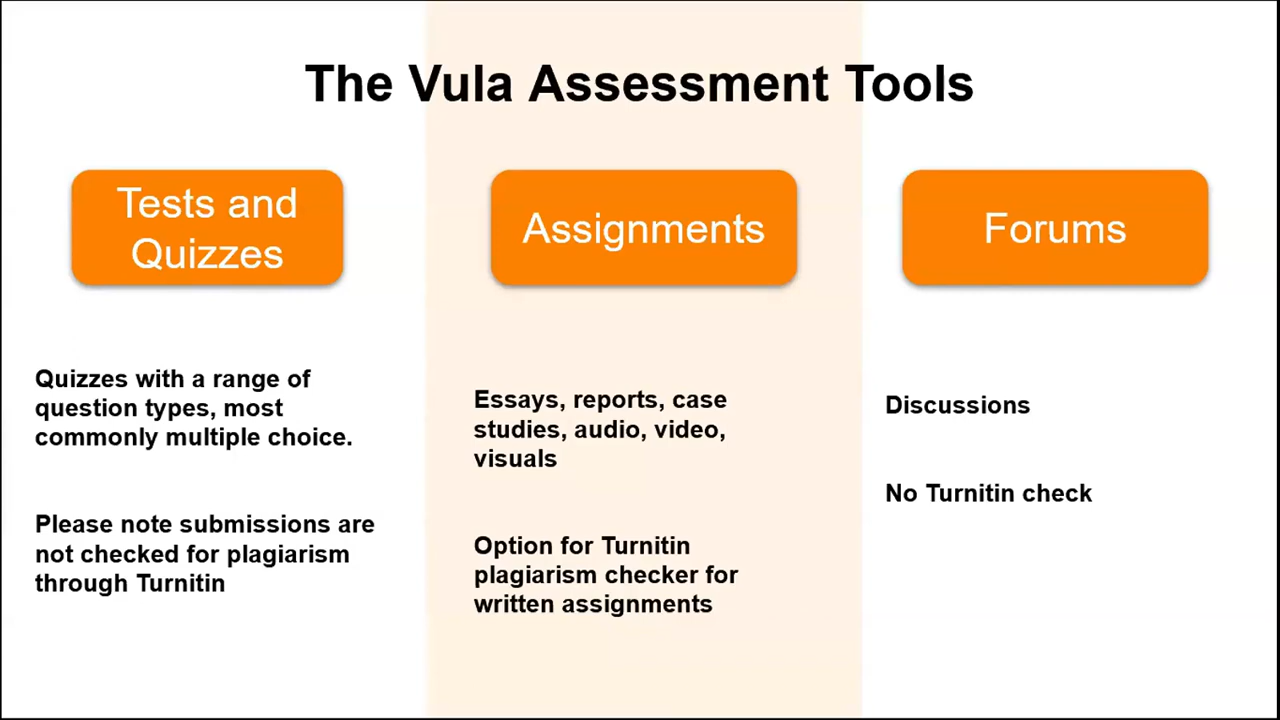 The Vula Assessment Tools
Tests and
Quizzes
Quizzes with a range of
question types, most
commonly multiple choice.
Please note submissions are
not checked for plagiarism
through Turnitin
Assignments
Essays, reports, case
studies, audio, video,
visuals
Option for Turnitin
plagiarism checker for
written assignments
Forums
Discussions
No Turnitin check